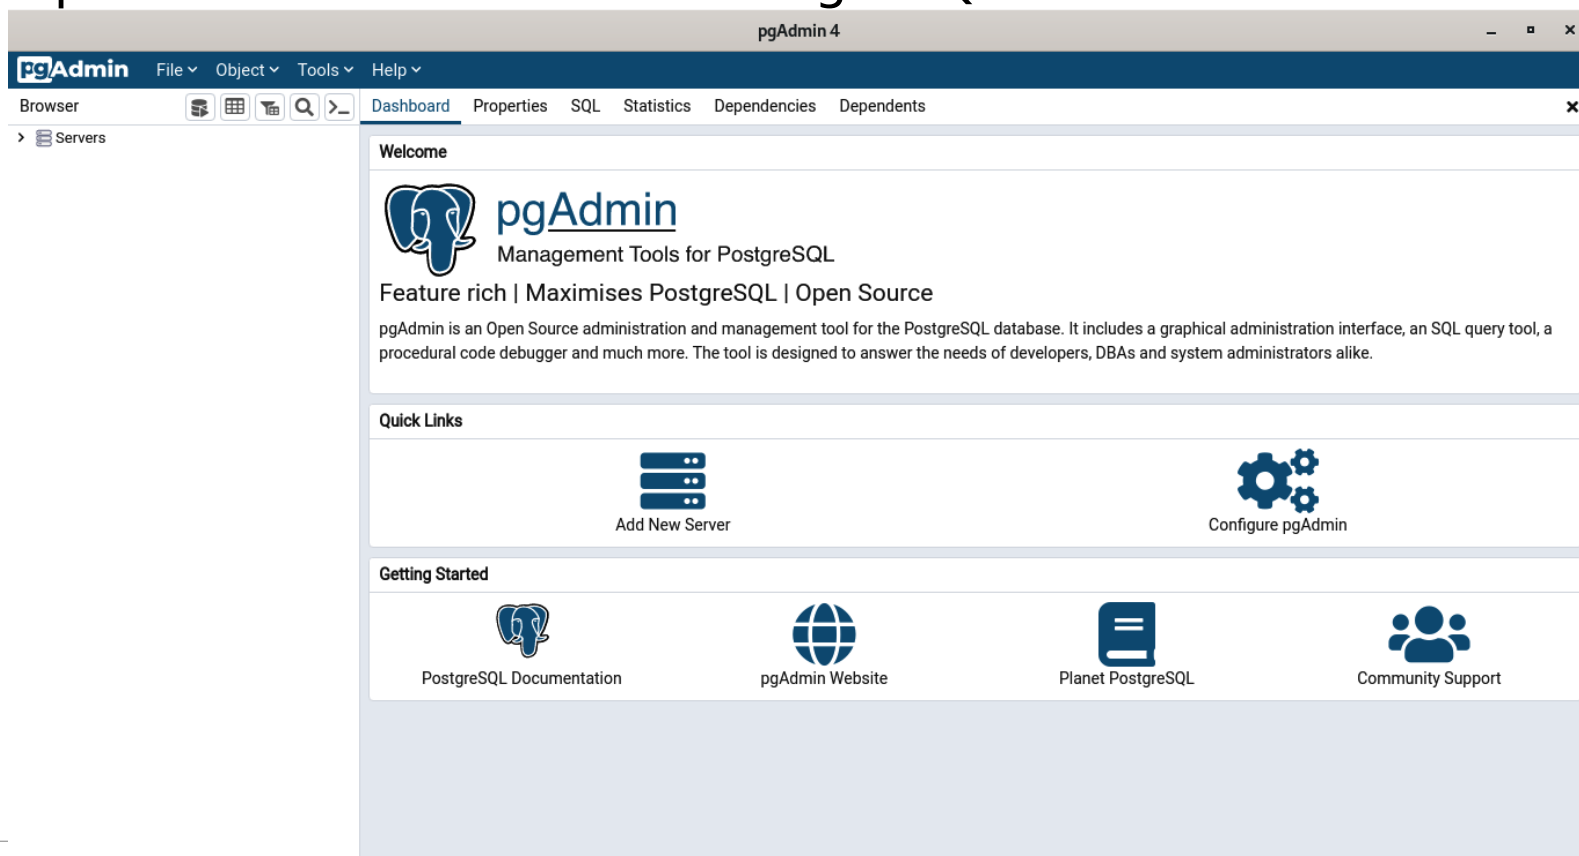 pgAdmin 4
pgAdmin File Object Tools Help
Browser
Dashboard Properties SQL Statistics Dependencies Dependents
Servers
Welcome
pgAdmin
Management Tools for PostgreSQL
Feature rich | Maximises PostgreSQL | Open Source
pgAdmin is an Open Source administration and management tool for the PostgreSQL database. It includes a graphical administration interface, an SQL query tool, a
procedural code debugger and much more. The tool is designed to answer the needs of developers, DBAs and system administrators alike.
Quick Links
Add New Server
Configure pgAdmin
Getting Started
PostgreSQL Documentation
pgAdmin Website
Planet PostgreSQL
Community Support